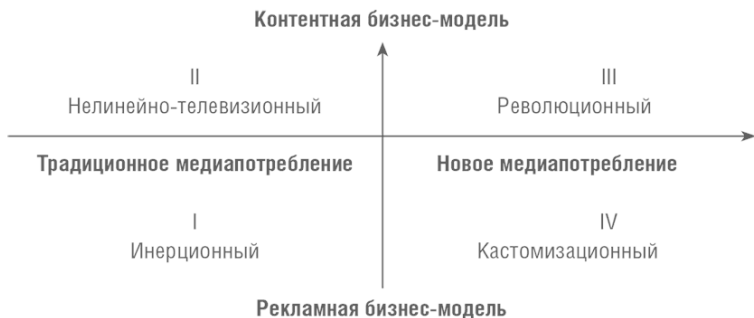 Контентная бизнес-модель
II
III
Нелинейно-телевизионный
Революционный
Традиционное медиапотребление
Новое медиапотребление
I
IV
Инерционный
Кастомизационный
Рекламная бизнес-модель